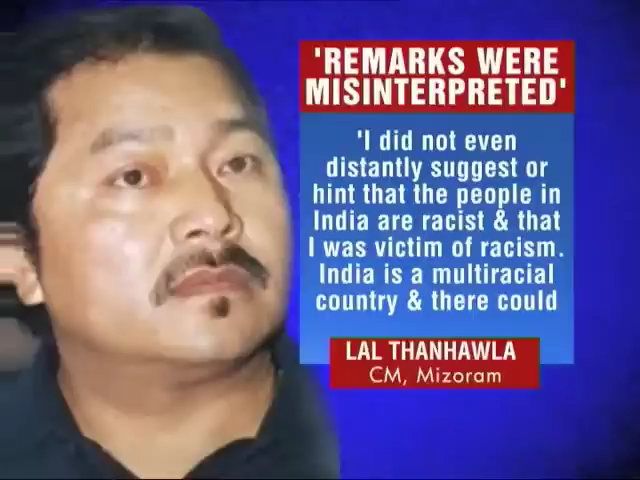 'REMARKS WERE
MISINTERPRETED'
'I did not even
distantly suggest or
hint that the people in
India are racist & that
I was victim of racism.
India is a multiracial
country & there could
LAL THANHAWLA
CM, Mizoram